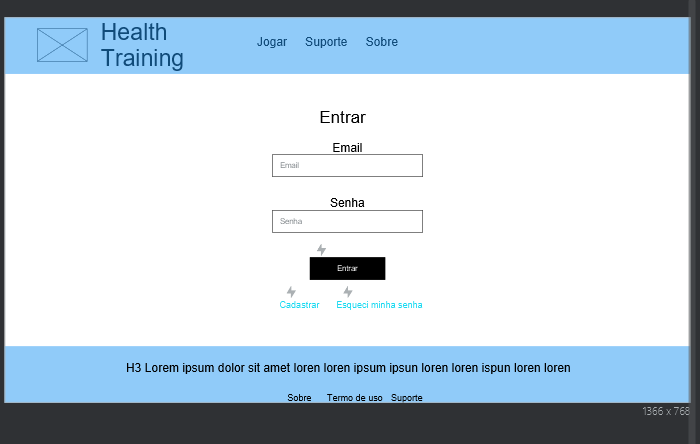 Health
Training
Jogar Suporte Sobre
Entrar
Email
Email
Senha
Senha
Entrar
Cadastrar Esqueci minha senha
H3 Lorem ipsum dolor sit amet loren loren ipsum ipsun loren loren ispun loren loren
Sobre Termo de uso Suporte
1366 x 768